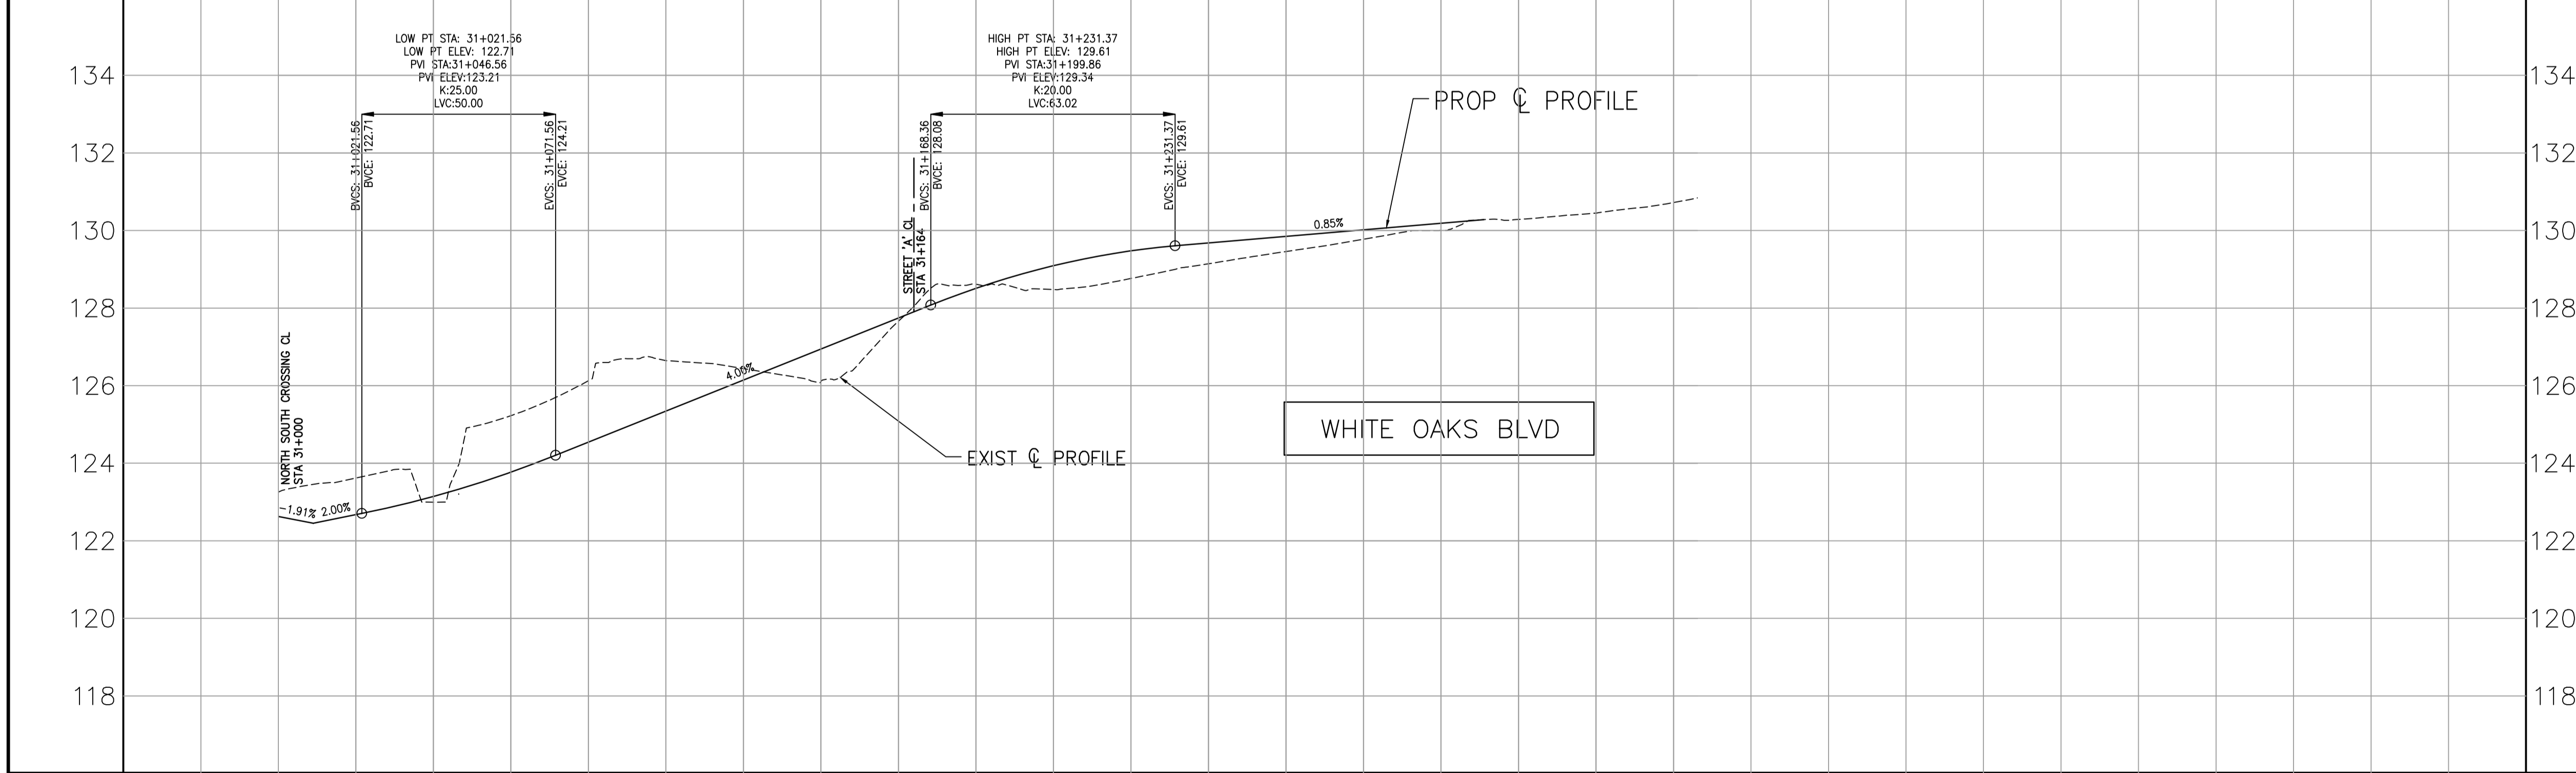 LOW PT STA: 31+021.56
LOW PT ELEV: 122.71
PVI STA:31+046.56
PVI ELEV:123.21
K:25.00
LVC:50.00
HIGH PT STA: 31+231.37
HIGH PT ELEV: 129.61
PVI STA:31+199.86
PVI ELEV:129.34
K:20.00
LVC:63.02
BVCS: 31+021.56
BVCE: 122.71
EVCS: 31+071.56
EVCE: 124.21
BVCS: 31+168.36
BVCE: 128.08
EVCS: 31+231.37
EVCE: 129.61
PROP ℄ PROFILE
STREET 'A' CL
STA 31+164
0.85%
4.00%
NORTH SOUTH CROSSING CL
STA 31+000
-1.91% 2.00%
EXIST ℄ PROFILE
WHITE OAKS BLVD
134 134
132 132
130 130
128 128
126 126
124 124
122 122
120 120
118 118